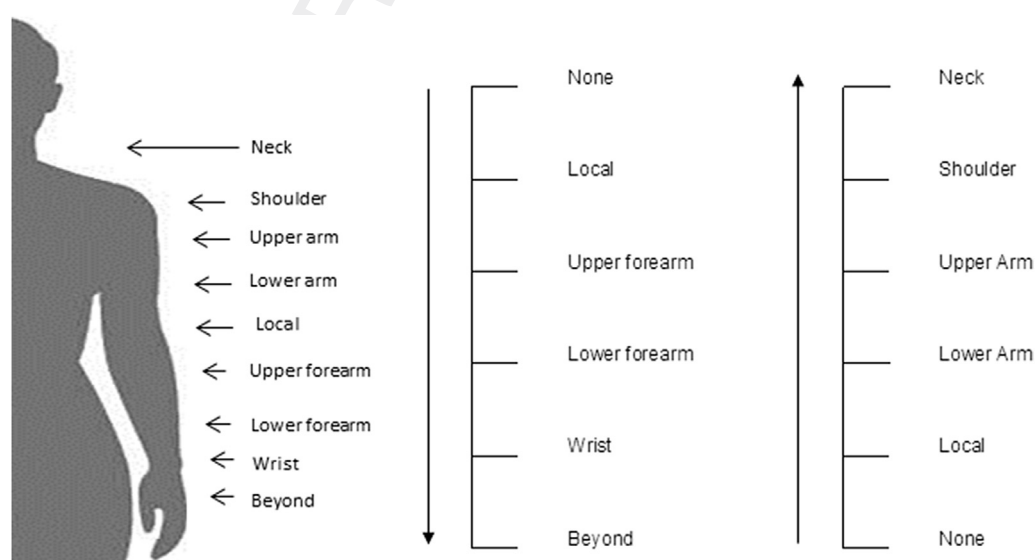 Neck
Shoulder
Upper arm
Lower arm
Local
Upper forearm
Lower forearm
Wrist
Beyond
None
Local
Upper forearm
Lower forearm
Wrist
Beyond
Neck
Shoulder
Upper Arm
Lower Arm
Local
None